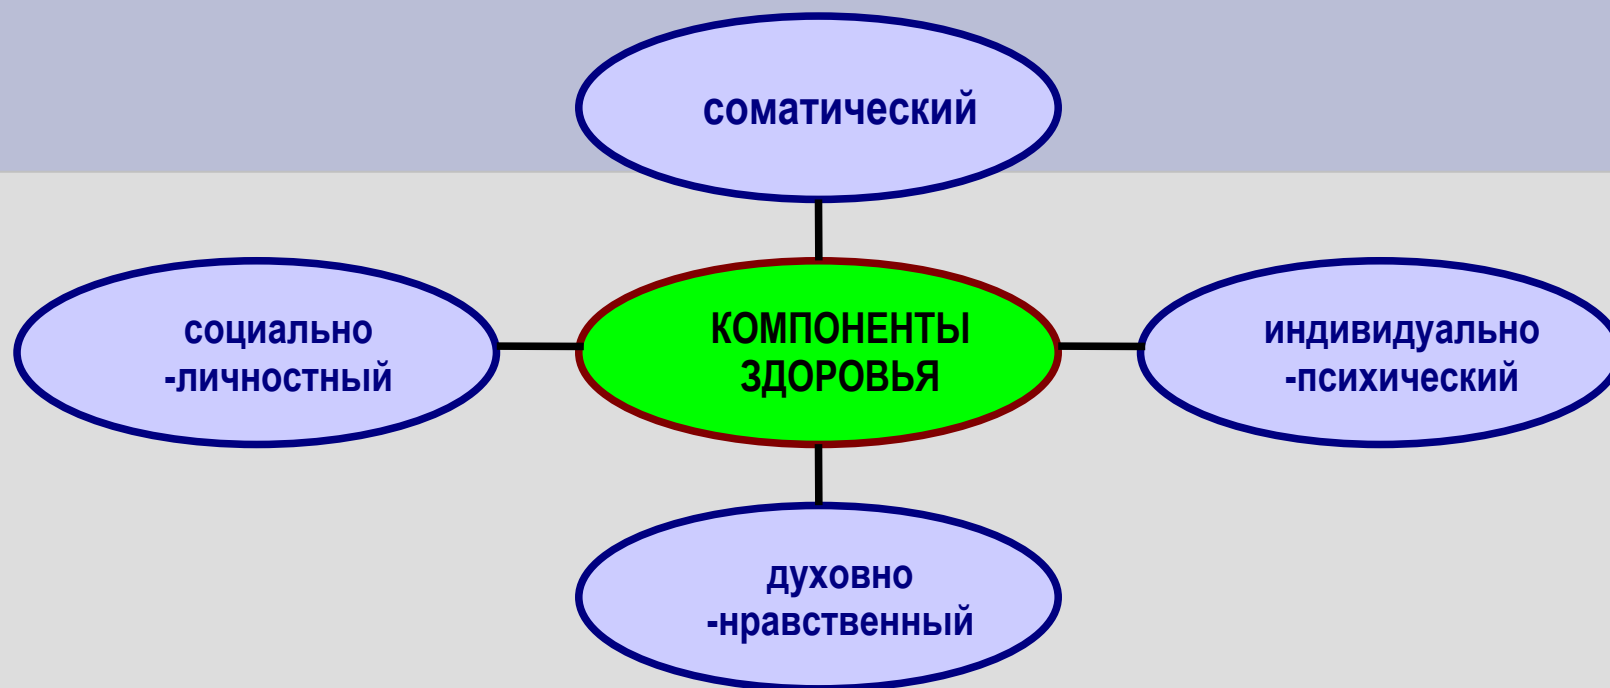 соматический
социально
-личностный
КОМПОНЕНТЫ
ЗДОРОВЬЯ
индивидуально
-психический
духовно
-нравственный